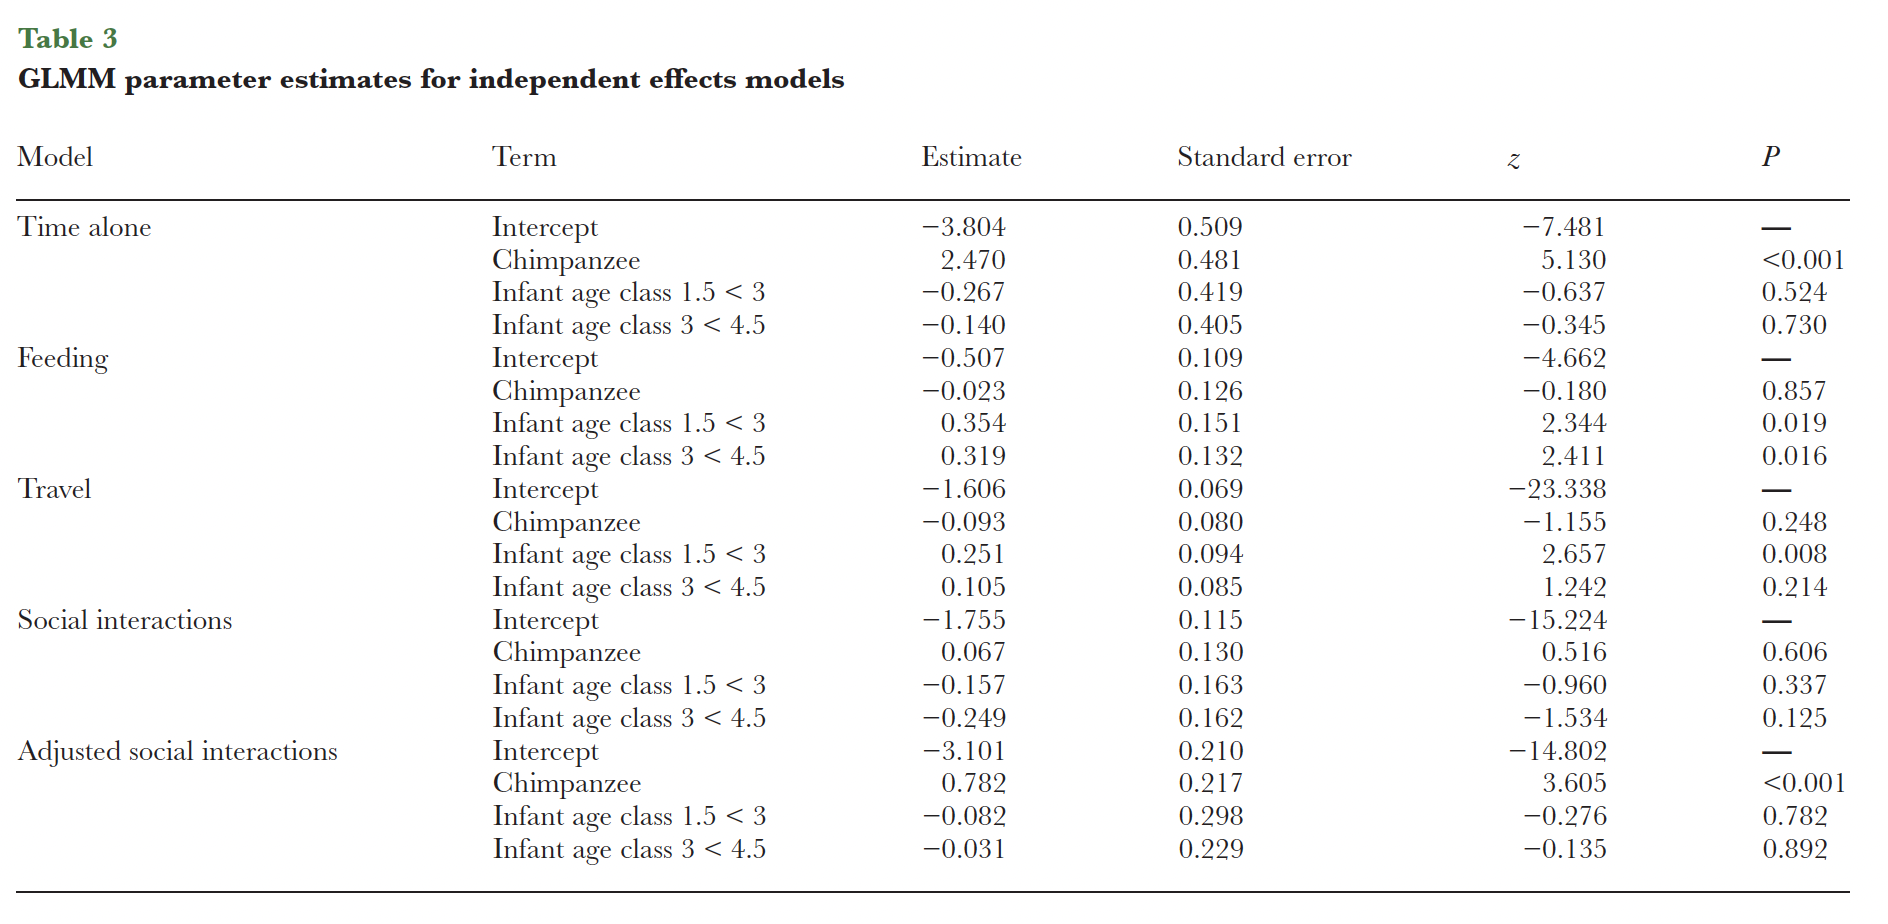 Table 3
GLMM parameter estimates for independent effects models
Model Term Estimate Standard error z P
Time alone Intercept −3.804 0.509 −7.481 —
Chimpanzee 2.470 0.481 5.130 <0.001
Infant age class 1.5 < 3 −0.267 0.419 −0.637 0.524
Infant age class 3 < 4.5 −0.140 0.405 −0.345 0.730
Feeding Intercept −0.507 0.109 −4.662 —
Chimpanzee −0.023 0.126 −0.180 0.857
Infant age class 1.5 < 3 0.354 0.151 2.344 0.019
Infant age class 3 < 4.5 0.319 0.132 2.411 0.016
Travel Intercept −1.606 0.069 −23.338 —
Chimpanzee −0.093 0.080 −1.155 0.248
Infant age class 1.5 < 3 0.251 0.094 2.657 0.008
Infant age class 3 < 4.5 0.105 0.085 1.242 0.214
Social interactions Intercept −1.755 0.115 −15.224 —
Chimpanzee 0.067 0.130 0.516 0.606
Infant age class 1.5 < 3 −0.157 0.163 −0.960 0.337
Infant age class 3 < 4.5 −0.249 0.162 −1.534 0.125
Adjusted social interactions Intercept −3.101 0.210 −14.802 —
Chimpanzee 0.782 0.217 3.605 <0.001
Infant age class 1.5 < 3 −0.082 0.298 −0.276 0.782
Infant age class 3 < 4.5 −0.031 0.229 −0.135 0.892